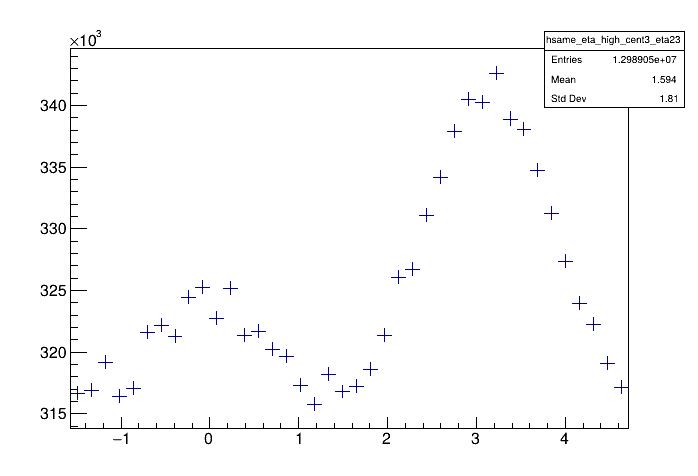 ×10³
hsame_eta_high_cent3_eta23
Entries 1.298905e+07
Mean 1.594
Std Dev 1.81
340
335
330
325
320
315
−1 0 1 2 3 4